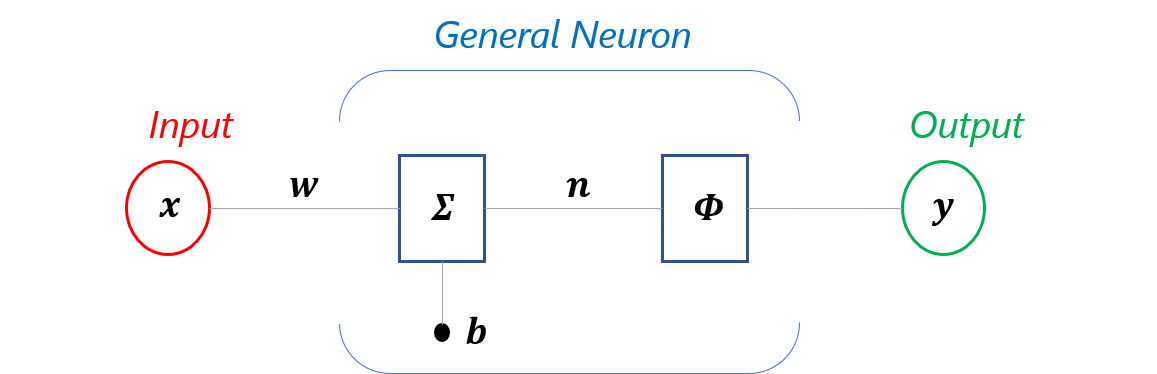 General Neuron
Input
Output
x
w
Σ
n
Φ
y
b